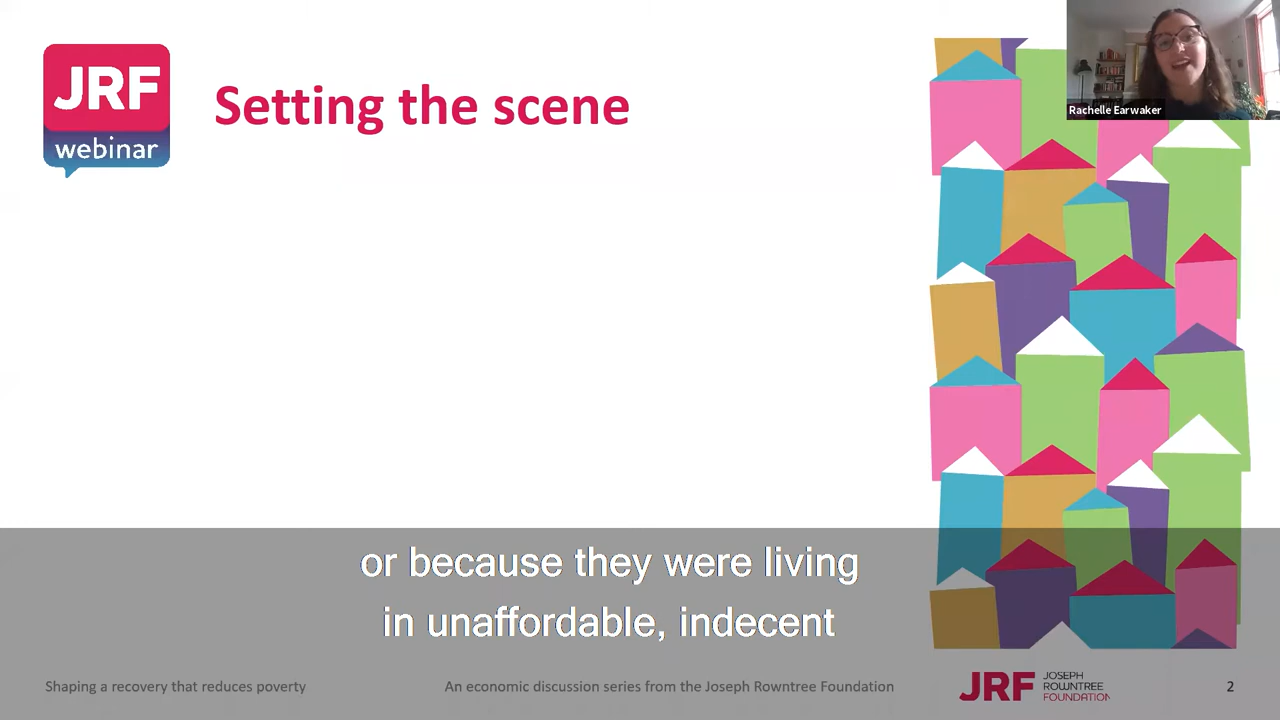 JRF
webinar
Setting the scene
Rachelle Earwaker
or because they were living
in unaffordable, indecent
Shaping a recovery that reduces poverty
An economic discussion series from the Joseph Rowntree Foundation
JRF
JOSEPH
ROWNTREE
FOUNDATION
2